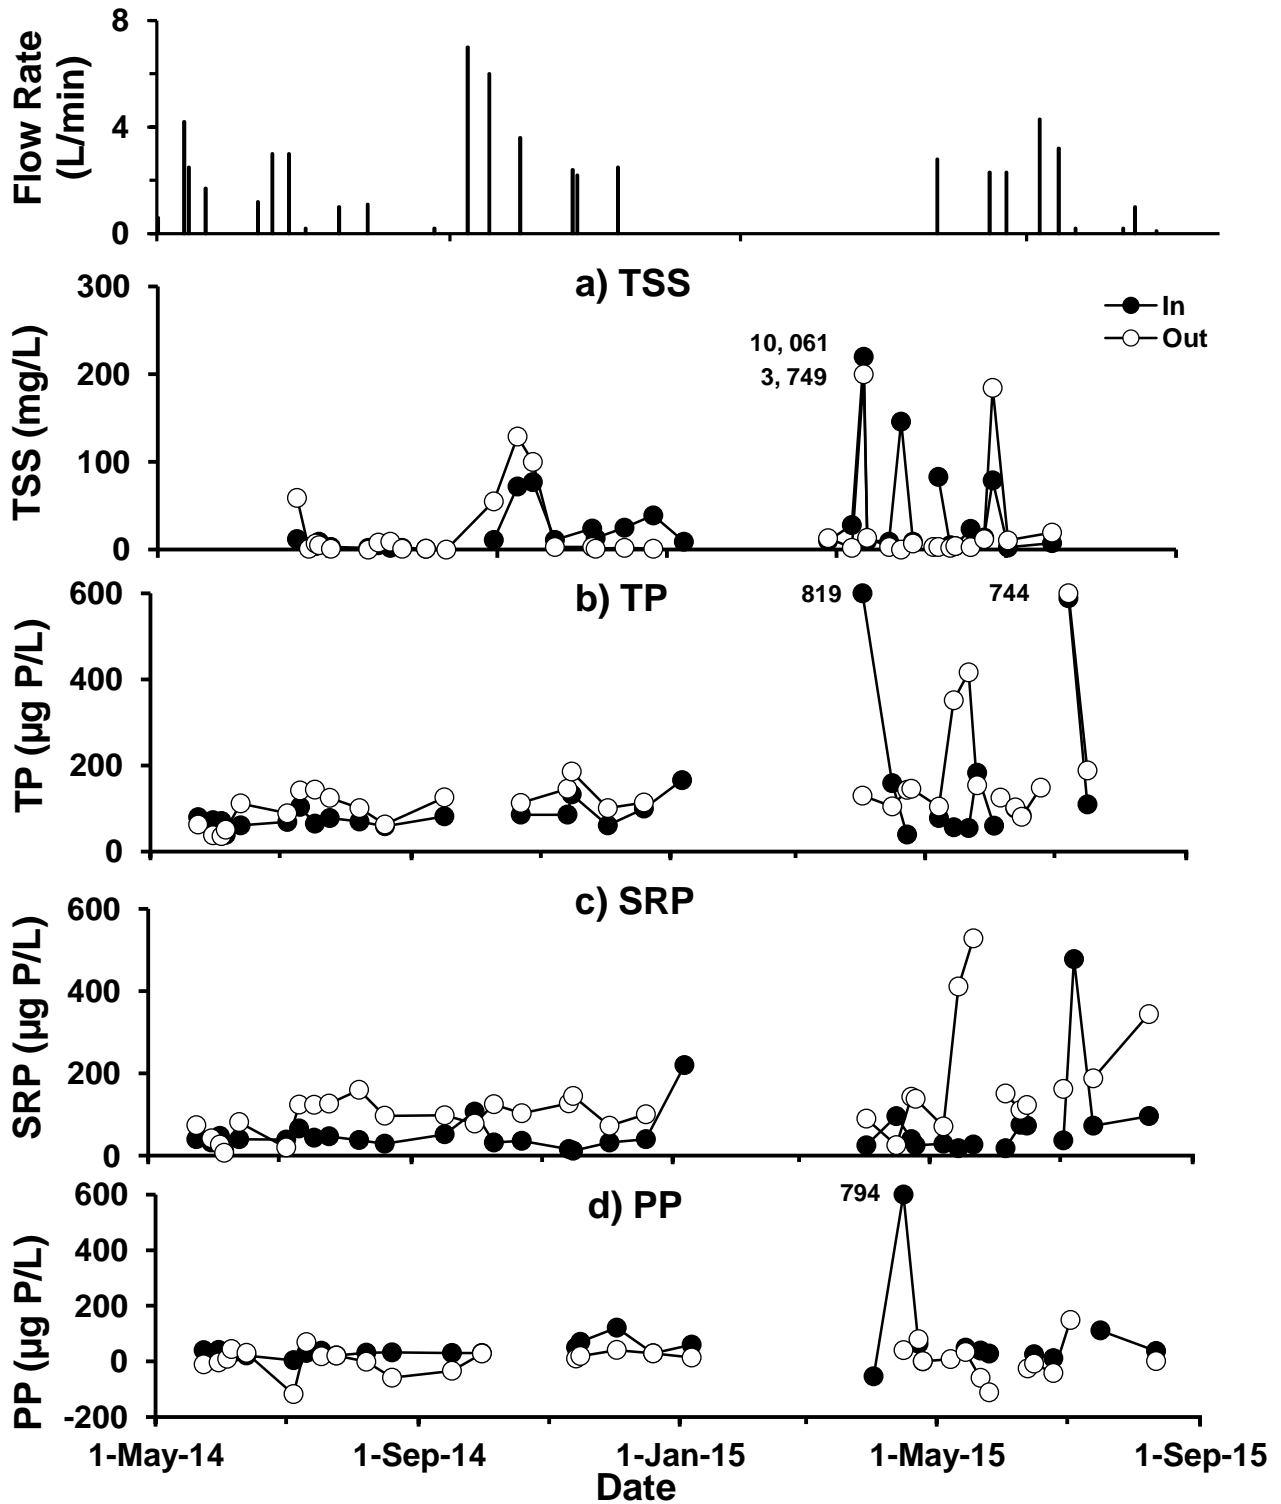 Flow Rate
(L/min)
8
4
0
a) TSS
TSS (mg/L)
300
200
100
0
10, 061
3, 749
In
Out
b) TP
TP (µg P/L)
600
400
200
0
819
744
c) SRP
SRP (µg P/L)
600
400
200
0
d) PP
PP (µg P/L)
600
400
200
0
-200
794
1-May-14
1-Sep-14
1-Jan-15
1-May-15
1-Sep-15
Date